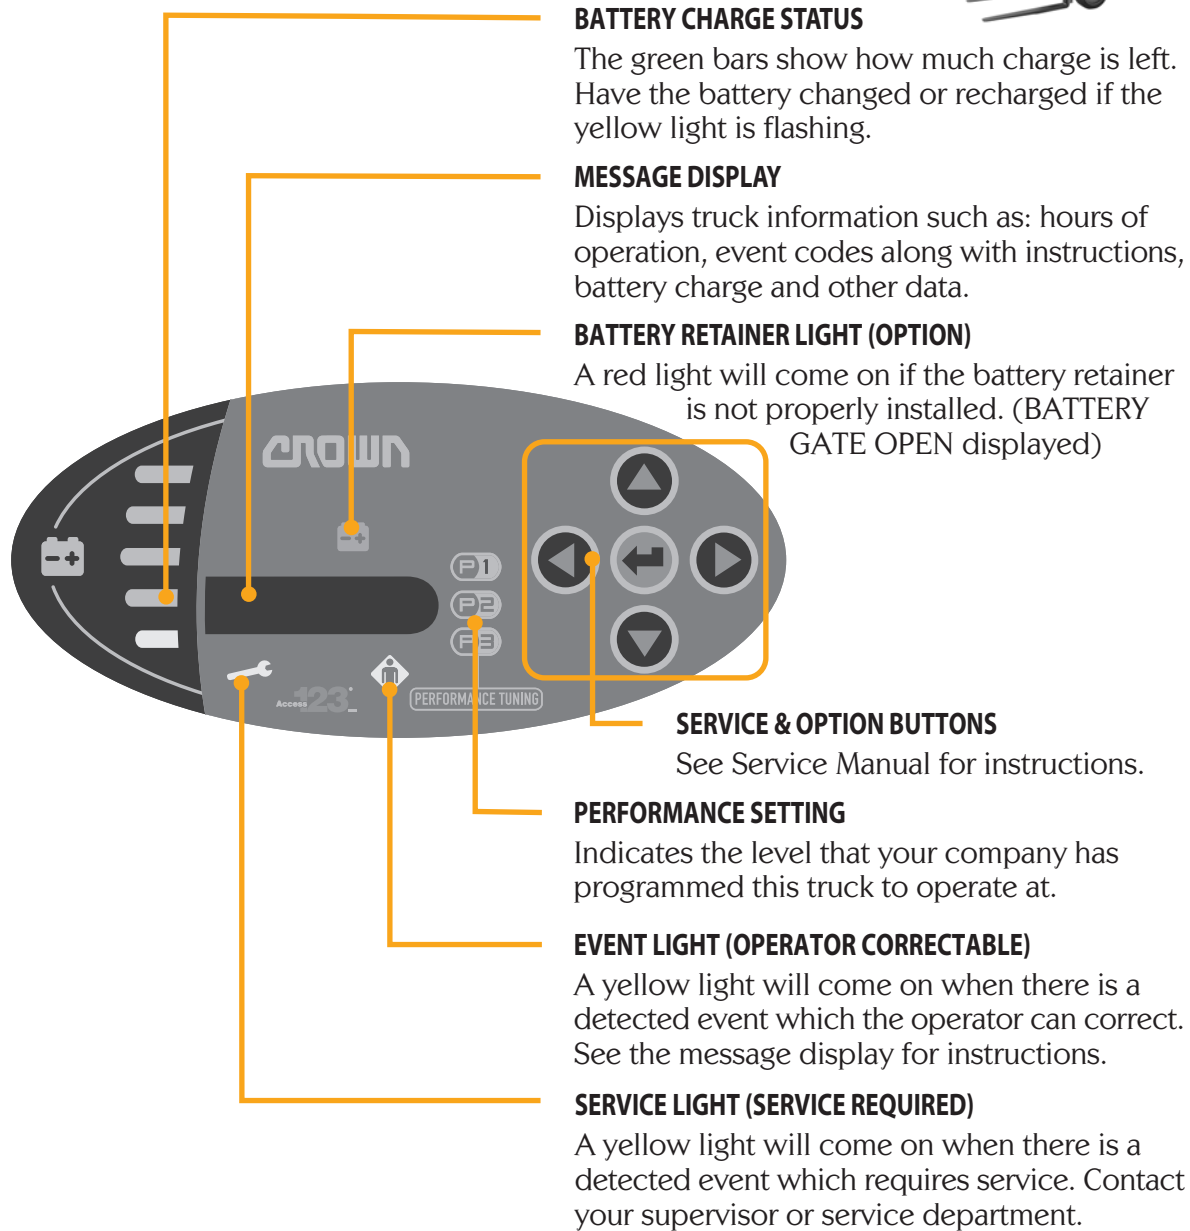 BATTERY CHARGE STATUS
The green bars show how much charge is left.
Have the battery changed or recharged if the
yellow light is flashing.
MESSAGE DISPLAY
Displays truck information such as: hours of
operation, event codes along with instructions,
battery charge and other data.
BATTERY RETAINER LIGHT (OPTION)
A red light will come on if the battery retainer
is not properly installed. (BATTERY
GATE OPEN displayed)
CROWN
P1
P2
P3
Access 123
PERFORMANCE TUNING
SERVICE & OPTION BUTTONS
See Service Manual for instructions.
PERFORMANCE SETTING
Indicates the level that your company has
programmed this truck to operate at.
EVENT LIGHT (OPERATOR CORRECTABLE)
A yellow light will come on when there is a
detected event which the operator can correct.
See the message display for instructions.
SERVICE LIGHT (SERVICE REQUIRED)
A yellow light will come on when there is a
detected event which requires service. Contact
your supervisor or service department.